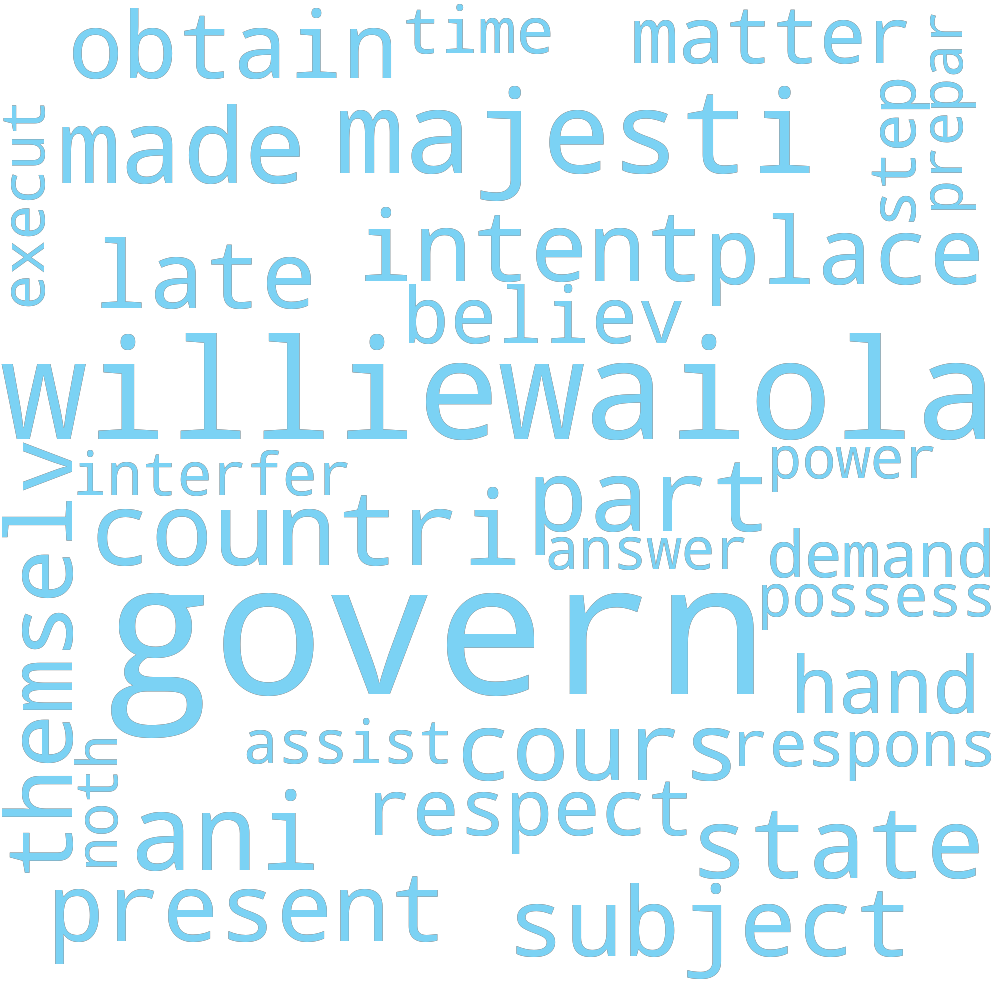 obtain
time
matter
prepar
step
execut
made
majesti
late
intent
place
believ
williewaiola
themselv
interfer
power
part
countri
answer
demand
possess
govern
hand
assist
cours
respons
noth
respect
ani
state
present
subject